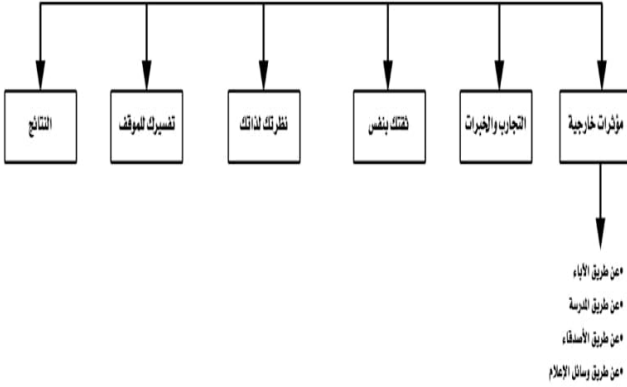 مؤثرات خارجية
التجارب والخبرات
ثقتك بنفس
نظرتك لذاتك
تفسيرك للموقف
النتائج
•عن طريق الأباء
•عن طريق المدرسة
•عن طريق الأصدقاء
•عن طريق وسائل الإعلام